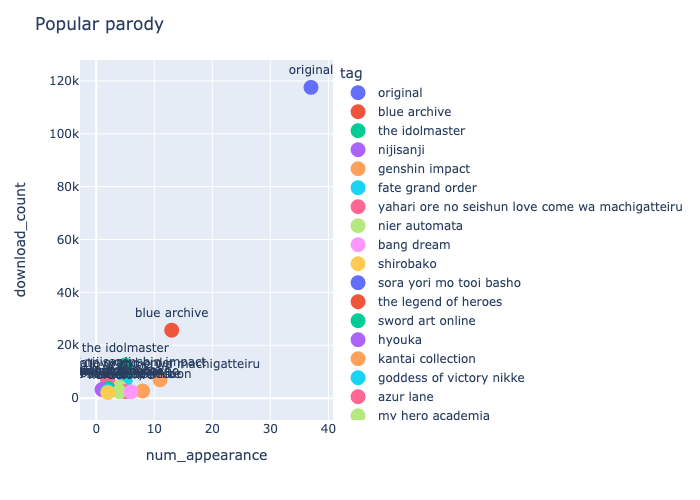 Popular parody
original
tag
120k
original
blue archive
100k
the idolmaster
nijisanji
80k
genshin impact
fate grand order
60k
yahari ore no seishun love come wa machigatteiru
nier automata
bang dream
download_count
40k
shirobako
sora yori mo tooi basho
blue archive
the legend of heroes
20k
sword art online
the idolmaster
hyouka
machigatteiru
kantai collection
goddess of victory nikke
0
azur lane
my hero academia
0 10 20 30 40
num_appearance